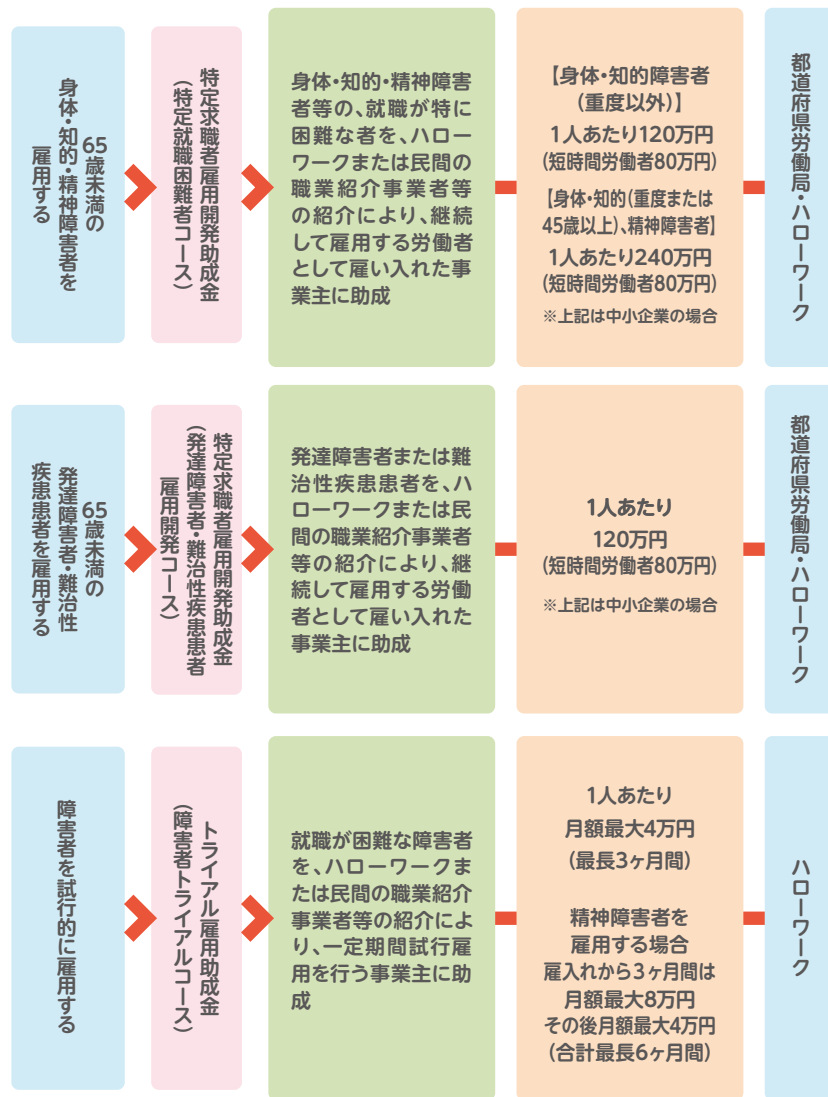 65歳未満の
身体・知的・精神障害者を
雇用する
特定求職者雇用開発助成金
(特定就職困難者コース)
身体・知的・精神障害
者等の、就職が特に
困難な者を、ハロー
ワークまたは民間の
職業紹介事業者等
の紹介により、継続
して雇用する労働者
として雇い入れた事
業主に助成
【身体・知的障害者
(重度以外)】
1人あたり120万円
(短時間労働者80万円)
【身体・知的(重度または
45歳以上)、精神障害者】
1人あたり240万円
(短時間労働者80万円)
※上記は中小企業の場合
都道府県労働局・ハローワーク
65歳未満の
発達障害者・難治性
疾患患者を雇用する
特定求職者雇用開発助成金
(発達障害者・難治性疾患患者
雇用開発コース)
発達障害者または難
治性疾患患者を、ハ
ローワークまたは民
間の職業紹介事業者
等の紹介により、継
続して雇用する労働
者として雇い入れた
事業主に助成
1人あたり
120万円
(短時間労働者80万円)
※上記は中小企業の場合
都道府県労働局・ハローワーク
障害者を試行的に雇用する
トライアル雇用助成金
(障害者トライアルコース)
就職が困難な障害者
を、ハローワークま
たは民間の職業紹介
事業者等の紹介によ
り、一定期間試行雇
用を行う事業主に助
成
1人あたり
月額最大4万円
(最長3ヶ月間)
精神障害者を
雇用する場合
雇入れから3ヶ月間は
月額最大8万円
その後月額最大4万円
(合計最長6ヶ月間)
ハローワーク